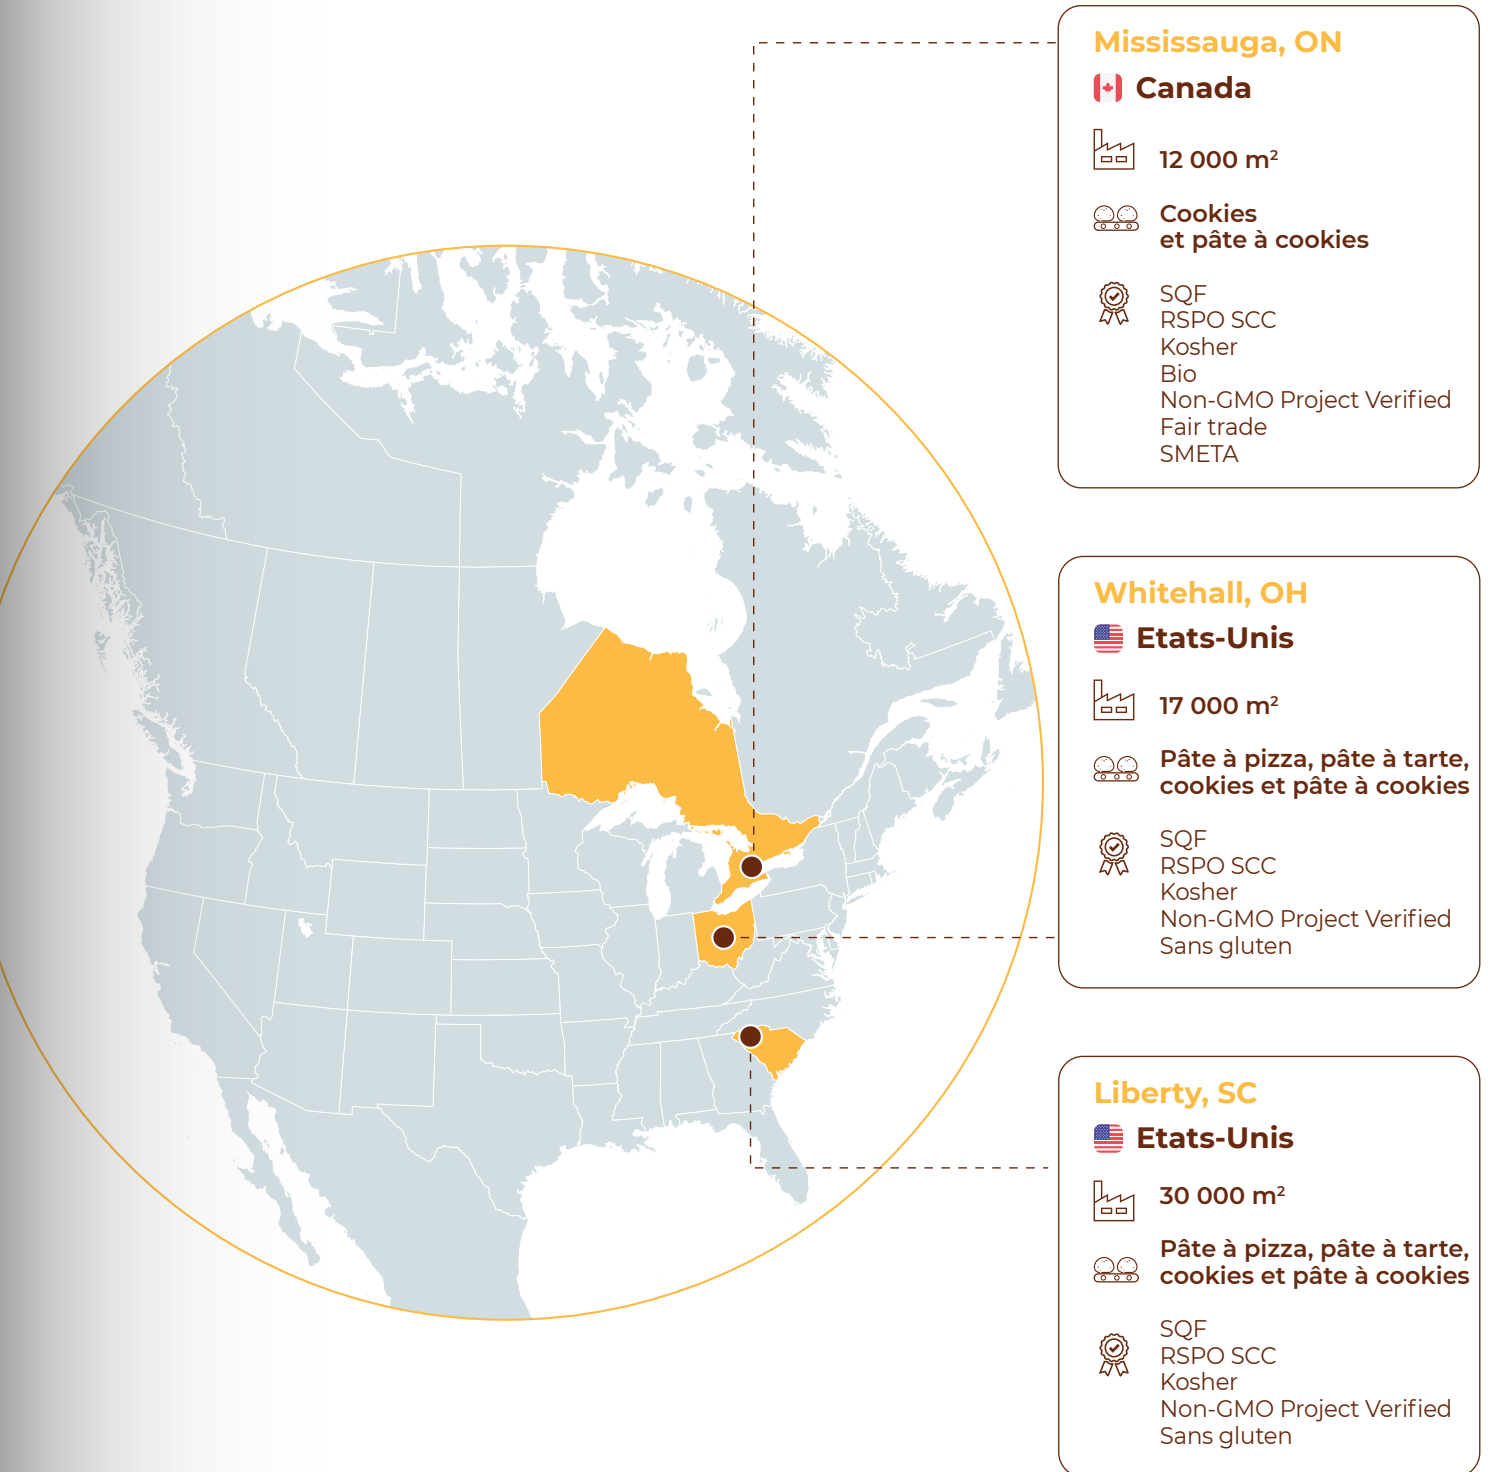 Mississauga, ON
Canada
12 000 m²
Cookies
et pâte à cookies
SQF
RSPO SCC
Kosher
Bio
Non-GMO Project Verified
Fair trade
SMETA
Whitehall, OH
Etats-Unis
17 000 m²
Pâte à pizza, pâte à tarte,
cookies et pâte à cookies
SQF
RSPO SCC
Kosher
Non-GMO Project Verified
Sans gluten
Liberty, SC
Etats-Unis
30 000 m²
Pâte à pizza, pâte à tarte,
cookies et pâte à cookies
SQF
RSPO SCC
Kosher
Non-GMO Project Verified
Sans gluten